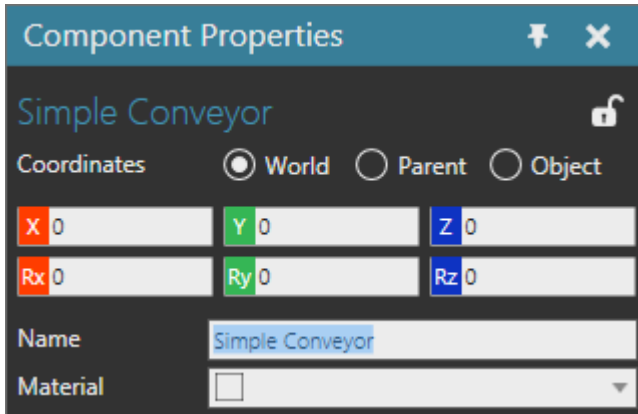 Component Properties
Simple Conveyor
Coordinates World Parent Object
X 0 Y 0 Z 0
Rx 0 Ry 0 Rz 0
Name Simple Conveyor
Material